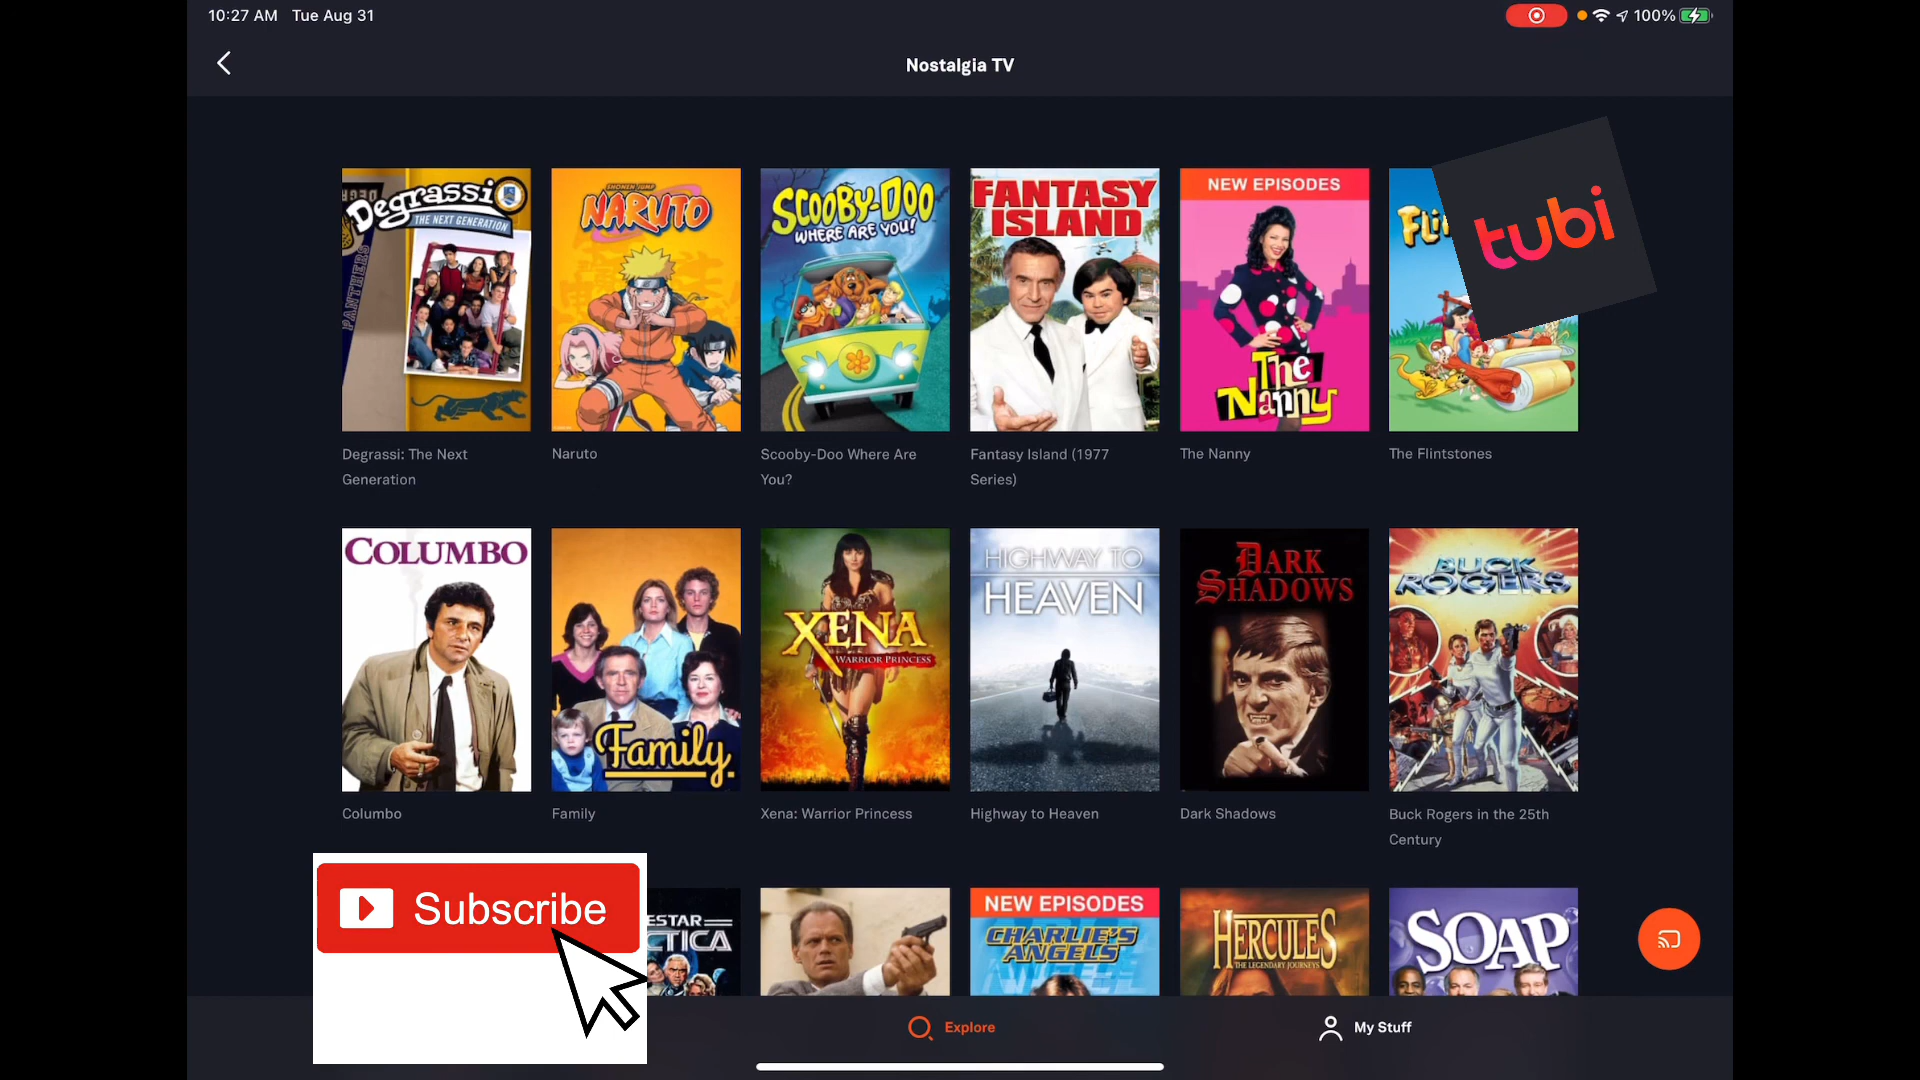 10:27 AM Tue Aug 31
100%
Nostalgia TV
Degrassi
THE NEXT GENERATION
PANTHERS
SHONEN JUMP
NARUTO
SCOOBY-DOO
WHERE ARE YOU!
FANTASY
ISLAND
NEW EPISODES
The
Nanny
tubi
Degrassi: The Next
Generation
Naruto
Scooby-Doo Where Are
You?
Fantasy Island (1977
Series)
The Nanny
The Flintstones
COLUMBO
Family
XENA
WARRIOR PRINCESS
HIGHWAY TO
HEAVEN
DARK
SHADOWS
BUCK
ROGERS
Columbo
Family
Xena: Warrior Princess
Highway to Heaven
Dark Shadows
Buck Rogers in the 25th
Century
Subscribe
NEW EPISODES
CHARLIE'S
ANGELS
HERCULES
THE LEGENDARY JOURNEYS
SOAP
Explore
My Stuff